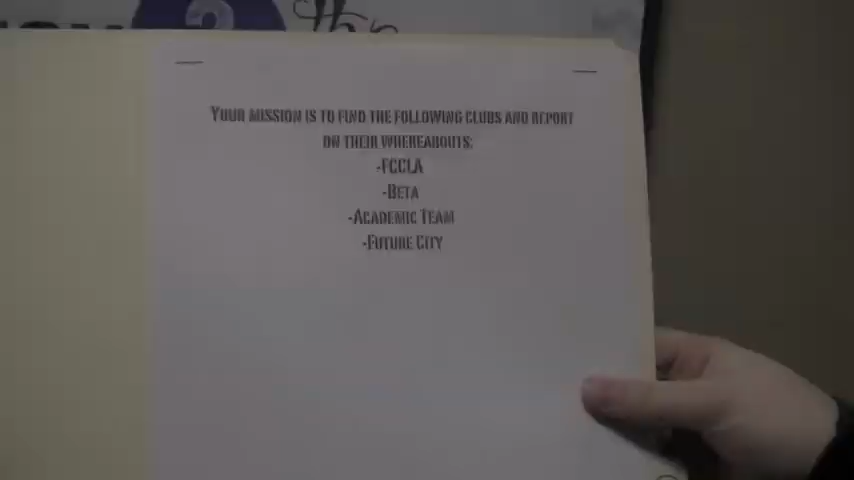 ?
the
Your mission is to find the following clubs and report
on their whereabouts:
-FCCLA
-Beta
-Academic Team
-Future City